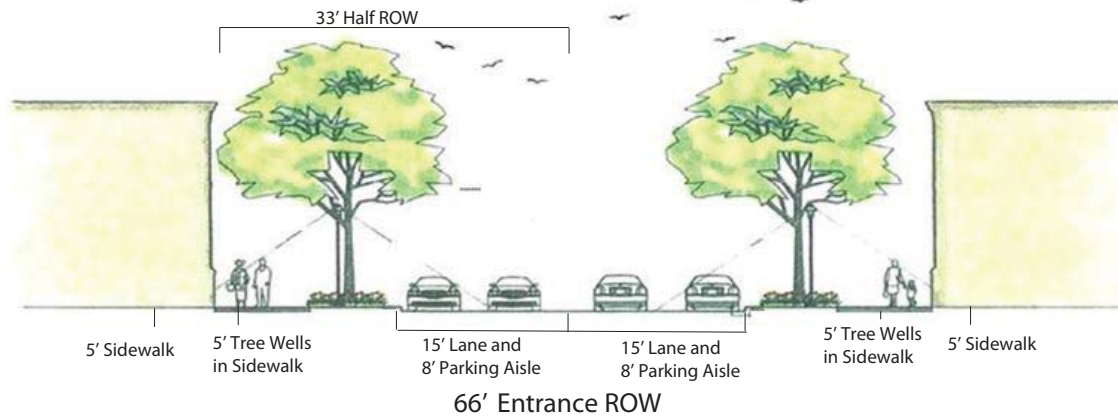 33’ Half ROW
5’ Sidewalk
5’ Tree Wells
in Sidewalk
15’ Lane and
8’ Parking Aisle
15’ Lane and
8’ Parking Aisle
5’ Tree Wells
in Sidewalk
5’ Sidewalk
66’ Entrance ROW